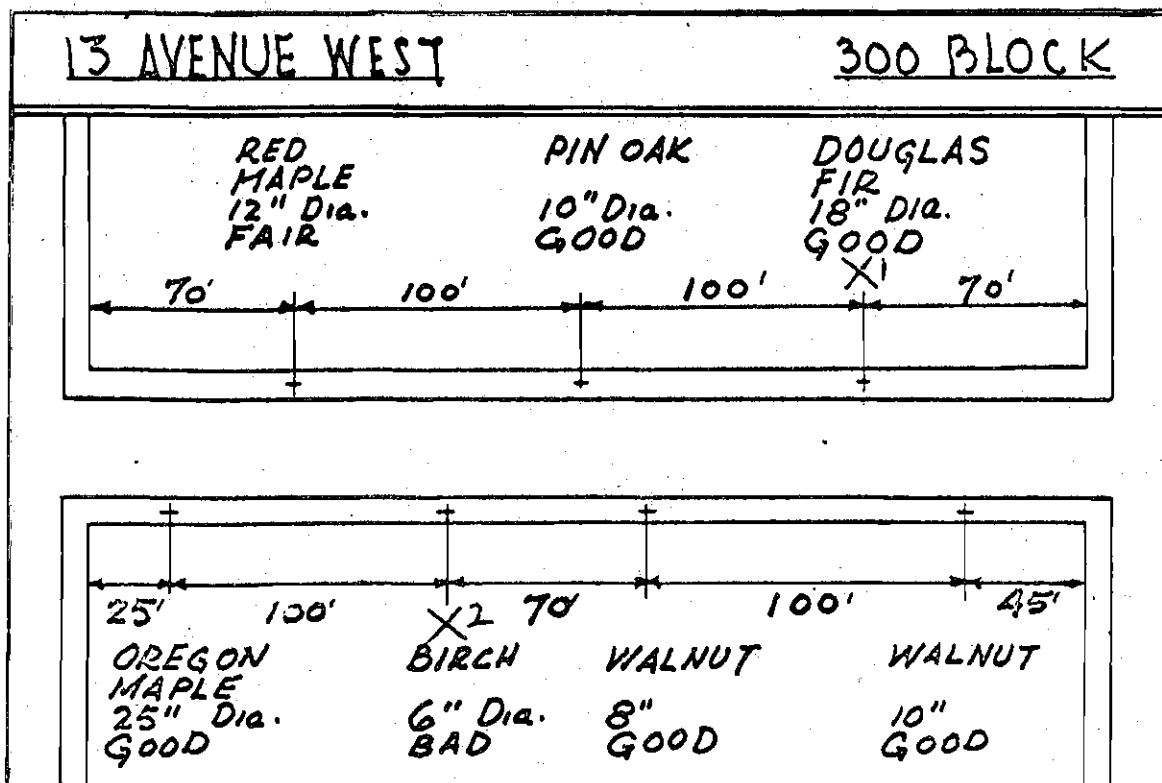 13 AVENUE WEST 300 BLOCK
RED
MAPLE
12" Dia.
FAIR
PIN OAK
10" Dia.
GOOD
DOUGLAS
FIR
18" Dia.
GOOD
X1
70' 100' 100' 70'
25' 100' X2 70' 100' 45'
OREGON
MAPLE
25" Dia.
GOOD
BIRCH
6" Dia.
BAD
WALNUT
8"
GOOD
WALNUT
10"
GOOD